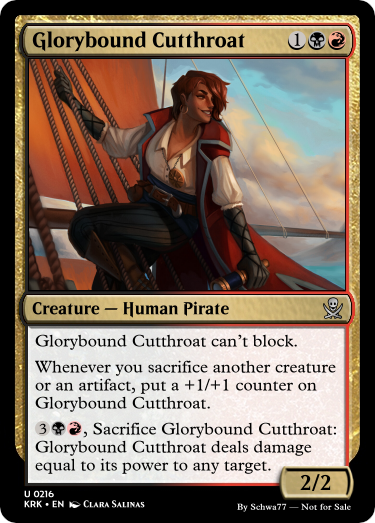 Glorybound Cutthroat 1
Creature — Human Pirate
Glorybound Cutthroat can't block.
Whenever you sacrifice another creature
or an artifact, put a +1/+1 counter on
Glorybound Cutthroat.
3, Sacrifice Glorybound Cutthroat:
Glorybound Cutthroat deals damage
equal to its power to any target.
2/2
U 0216
KRK • EN Clara Salinas
By Schwa77 — Not for Sale